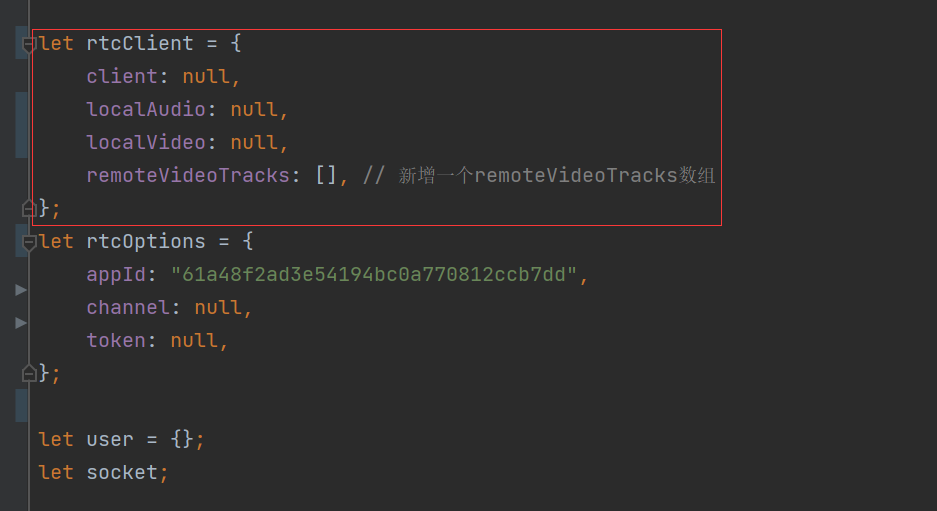 let rtcClient = {
    client: null,
    localAudio: null,
    localVideo: null,
    remoteVideoTracks: [], // 新增一个remoteVideoTracks数组
};
let rtcOptions = {
    appId: "61a48f2ad3e54194bc0a770812ccb7dd",
    channel: null,
    token: null,
};
let user = {};
let socket;